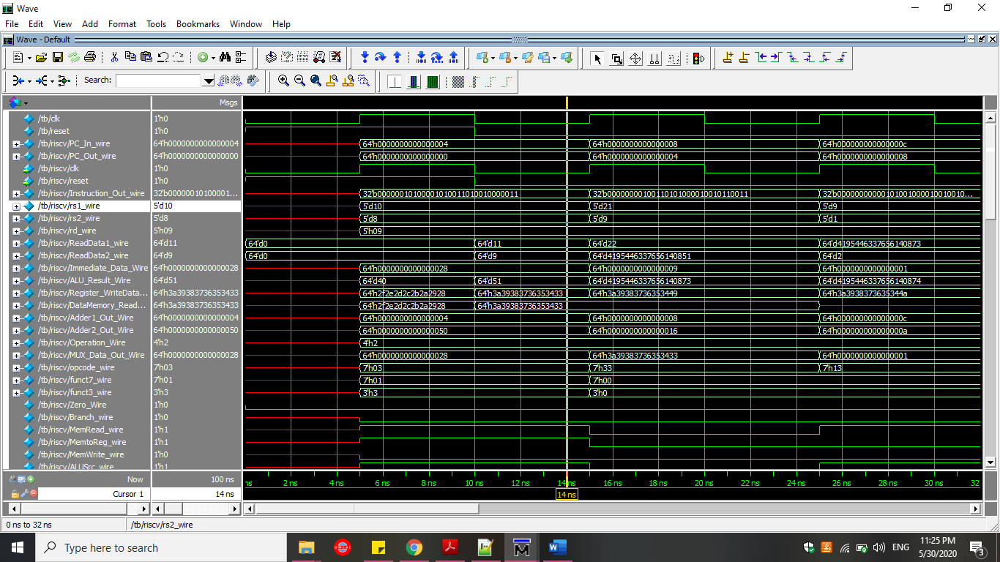 Wave
File Edit View Add Format Tools Bookmarks Window Help
Wave - Default
Search:
Msgs
/tb/clk 1'h0
/tb/reset 1'h0
/tb/riscv/PC_In_wire 64'h0000000000000004 64'h0000000000000004 64'h0000000000000008 64'h000000000000000c
/tb/riscv/PC_Out_wire 64'h0000000000000000 64'h0000000000000000 64'h0000000000000004 64'h0000000000000008
/tb/riscv/clk 1'h0
/tb/riscv/reset 1'h0
/tb/riscv/Instruction_Out_wire 32'b00000010100001... 32'b00000010100001010011010010000011 32'b00000000100110101000010010110011 32'b00000000000101001000010010010...
/tb/riscv/rs1_wire 5'd10 5'd10 5'd21 5'd9
/tb/riscv/rs2_wire 5'd8 5'd8 5'd9 5'd1
/tb/riscv/rd_wire 5'h09 5'h09
/tb/riscv/ReadData1_wire 64'd11 64'd0 64'd11 64'd22 64'd4195446337656140873
/tb/riscv/ReadData2_wire 64'd9 64'd0 64'd9 64'd4195446337656140851 64'd2
/tb/riscv/Immediate_Data_Wire 64'h0000000000000028 64'h0000000000000028 64'h0000000000000009 64'h0000000000000001
/tb/riscv/ALU_Result_Wire 64'd51 64'd40 64'd51 64'd4195446337656140873 64'd4195446337656140874
/tb/riscv/Register_WriteData... 64'h3a39383736353433 64'h2f2e2d2c2b2a2928 64'h3a39383736353433 64'h3a39383736353449 64'h3a3938373635344a
/tb/riscv/DataMemory_Read... 64'h3a39383736353433 64'h2f2e2d2c2b2a2928 64'h3a39383736353433
/tb/riscv/Adder1_Out_Wire 64'h0000000000000004 64'h0000000000000004 64'h0000000000000008 64'h000000000000000c
/tb/riscv/Adder2_Out_Wire 64'h0000000000000050 64'h0000000000000050 64'h0000000000000016 64'h000000000000000a
/tb/riscv/Operation_Wire 4'h2 4'h2
/tb/riscv/MUX_Data_Out_Wire 64'h0000000000000028 64'h0000000000000028 64'h3a39383736353433 64'h0000000000000001
/tb/riscv/opcode_wire 7'h03 7'h03 7'h33 7'h13
/tb/riscv/funct7_wire 7'h01 7'h01 7'h00
/tb/riscv/funct3_wire 3'h3 3'h3 3'h0
/tb/riscv/Zero_Wire 1'h0
/tb/riscv/Branch_wire 1'h0
/tb/riscv/MemRead_wire 1'h1
/tb/riscv/MemtoReg_wire 1'h1
/tb/riscv/MemWrite_wire 1'h0
/tb/riscv/ALUSrc_wire 1'h1
Now 100 ns ns 2 ns 4 ns 6 ns 8 ns 10 ns 12 ns 14 ns 16 ns 18 ns 20 ns 22 ns 24 ns 26 ns 28 ns 30 ns 32
Cursor 1 14 ns 14 ns
0 ns to 32 ns /tb/riscv/rs2_wire
Type here to search
ENG
11:25 PM
5/30/2020
3